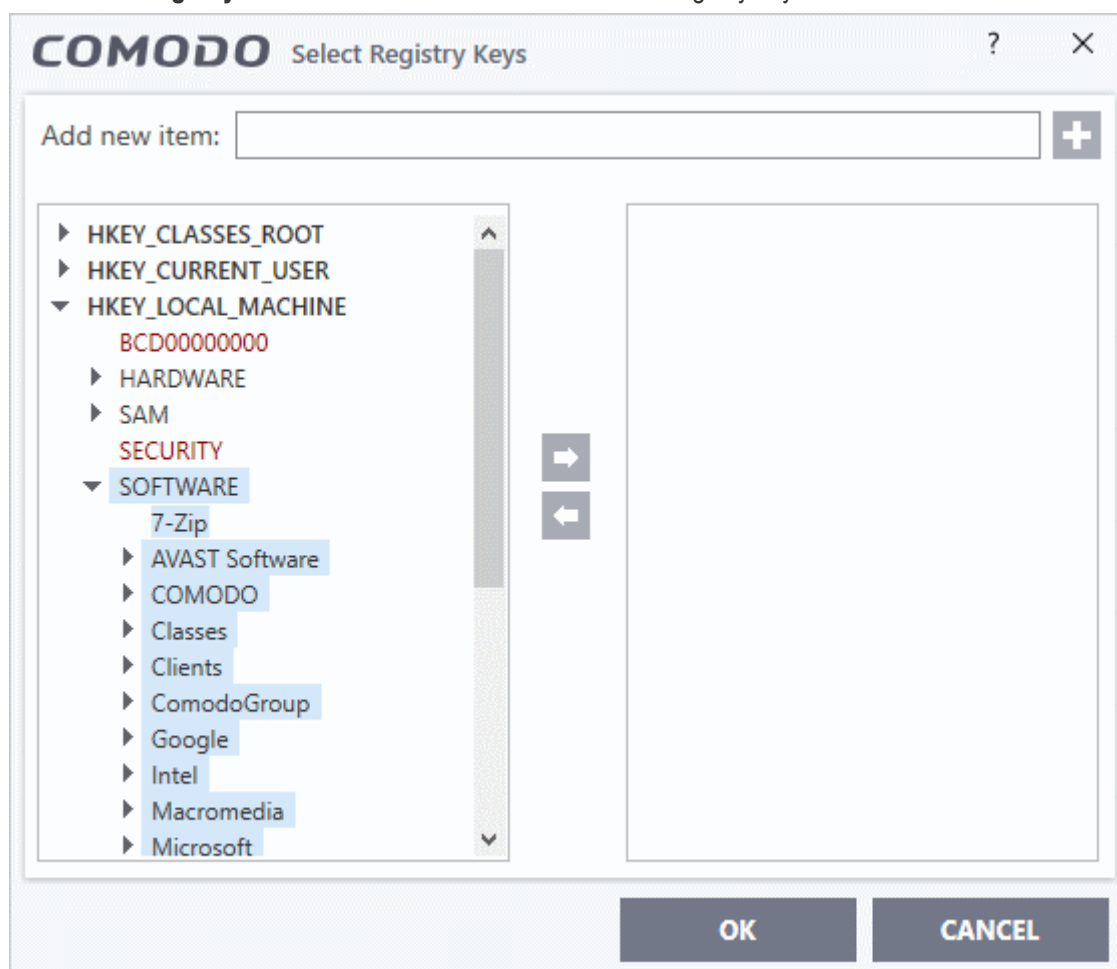 COMODO Select Registry Keys ? ×
Add new item:
HKEY_CLASSES_ROOT
HKEY_CURRENT_USER
HKEY_LOCAL_MACHINE
BCD00000000
HARDWARE
SAM
SECURITY
SOFTWARE
7-Zip
AVAST Software
COMODO
Classes
Clients
ComodoGroup
Google
Intel
Macromedia
Microsoft
OK CANCEL